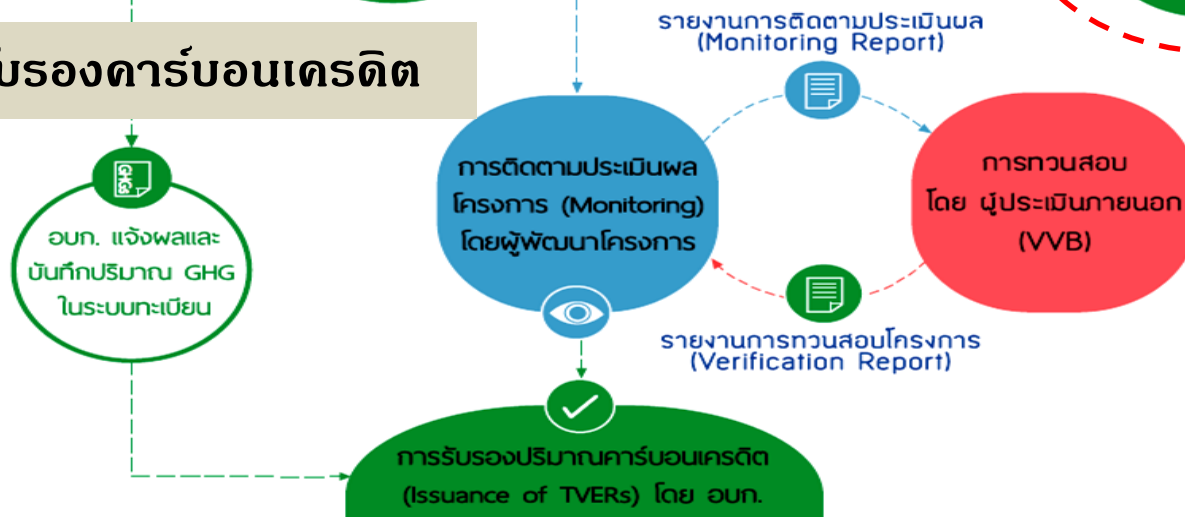 รายงานการติดตามประเมินผล
(Monitoring Report)
รับรองคาร์บอนเครดิต
GHGs
การติดตามประเมินผล
โครงการ (Monitoring)
โดยผู้พัฒนาโครงการ
การทวนสอบ
โดย ผู้ประเมินภายนอก
(VVB)
อบก. แจ้งผลและ
บันทึกปริมาณ GHG
ในระบบทะเบียน
รายงานการทวนสอบโครงการ
(Verification Report)
การรับรองปริมาณคาร์บอนเครดิต
(Issuance of TVERs) โดย อบก.